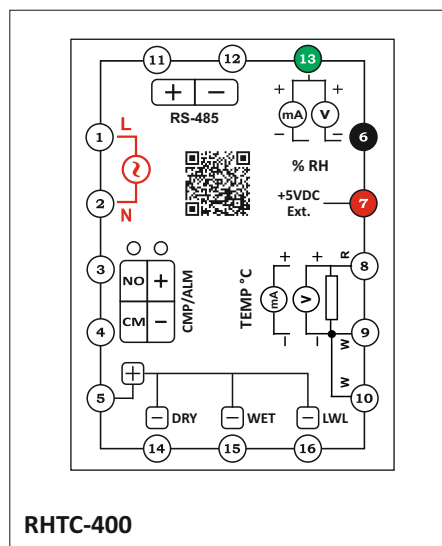 11 12 13
+ −
RS-485
+ +
mA V
− −
% RH
1 L
2 N
6
+5VDC
Ext.
7
3 NO +
4 CM −
CMP/ALM
TEMP °C
+ +
mA V
− −
R 8
W 9
W 10
5 +
− DRY − WET − LWL
14 15 16
RHTC-400